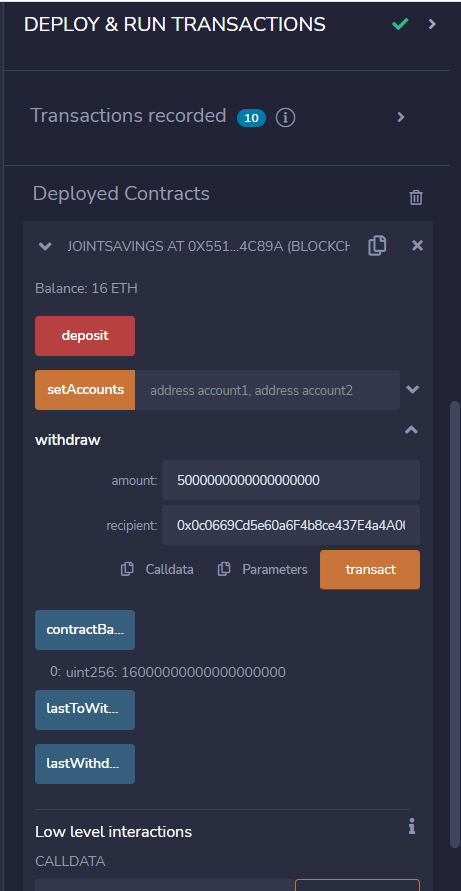 DEPLOY & RUN TRANSACTIONS
Transactions recorded 10
Deployed Contracts
JOINTSAVINGS AT 0X551...4C89A (BLOCKCH
Balance: 16 ETH
deposit
setAccounts address account1, address account2
withdraw
amount: 5000000000000000000
recipient: 0x0c0669Cd5e60a6F4b8ce437E4a4A0
Calldata Parameters transact
contractBa...
0: uint256: 16000000000000000000
lastToWit...
lastWithd...
Low level interactions
CALLDATA